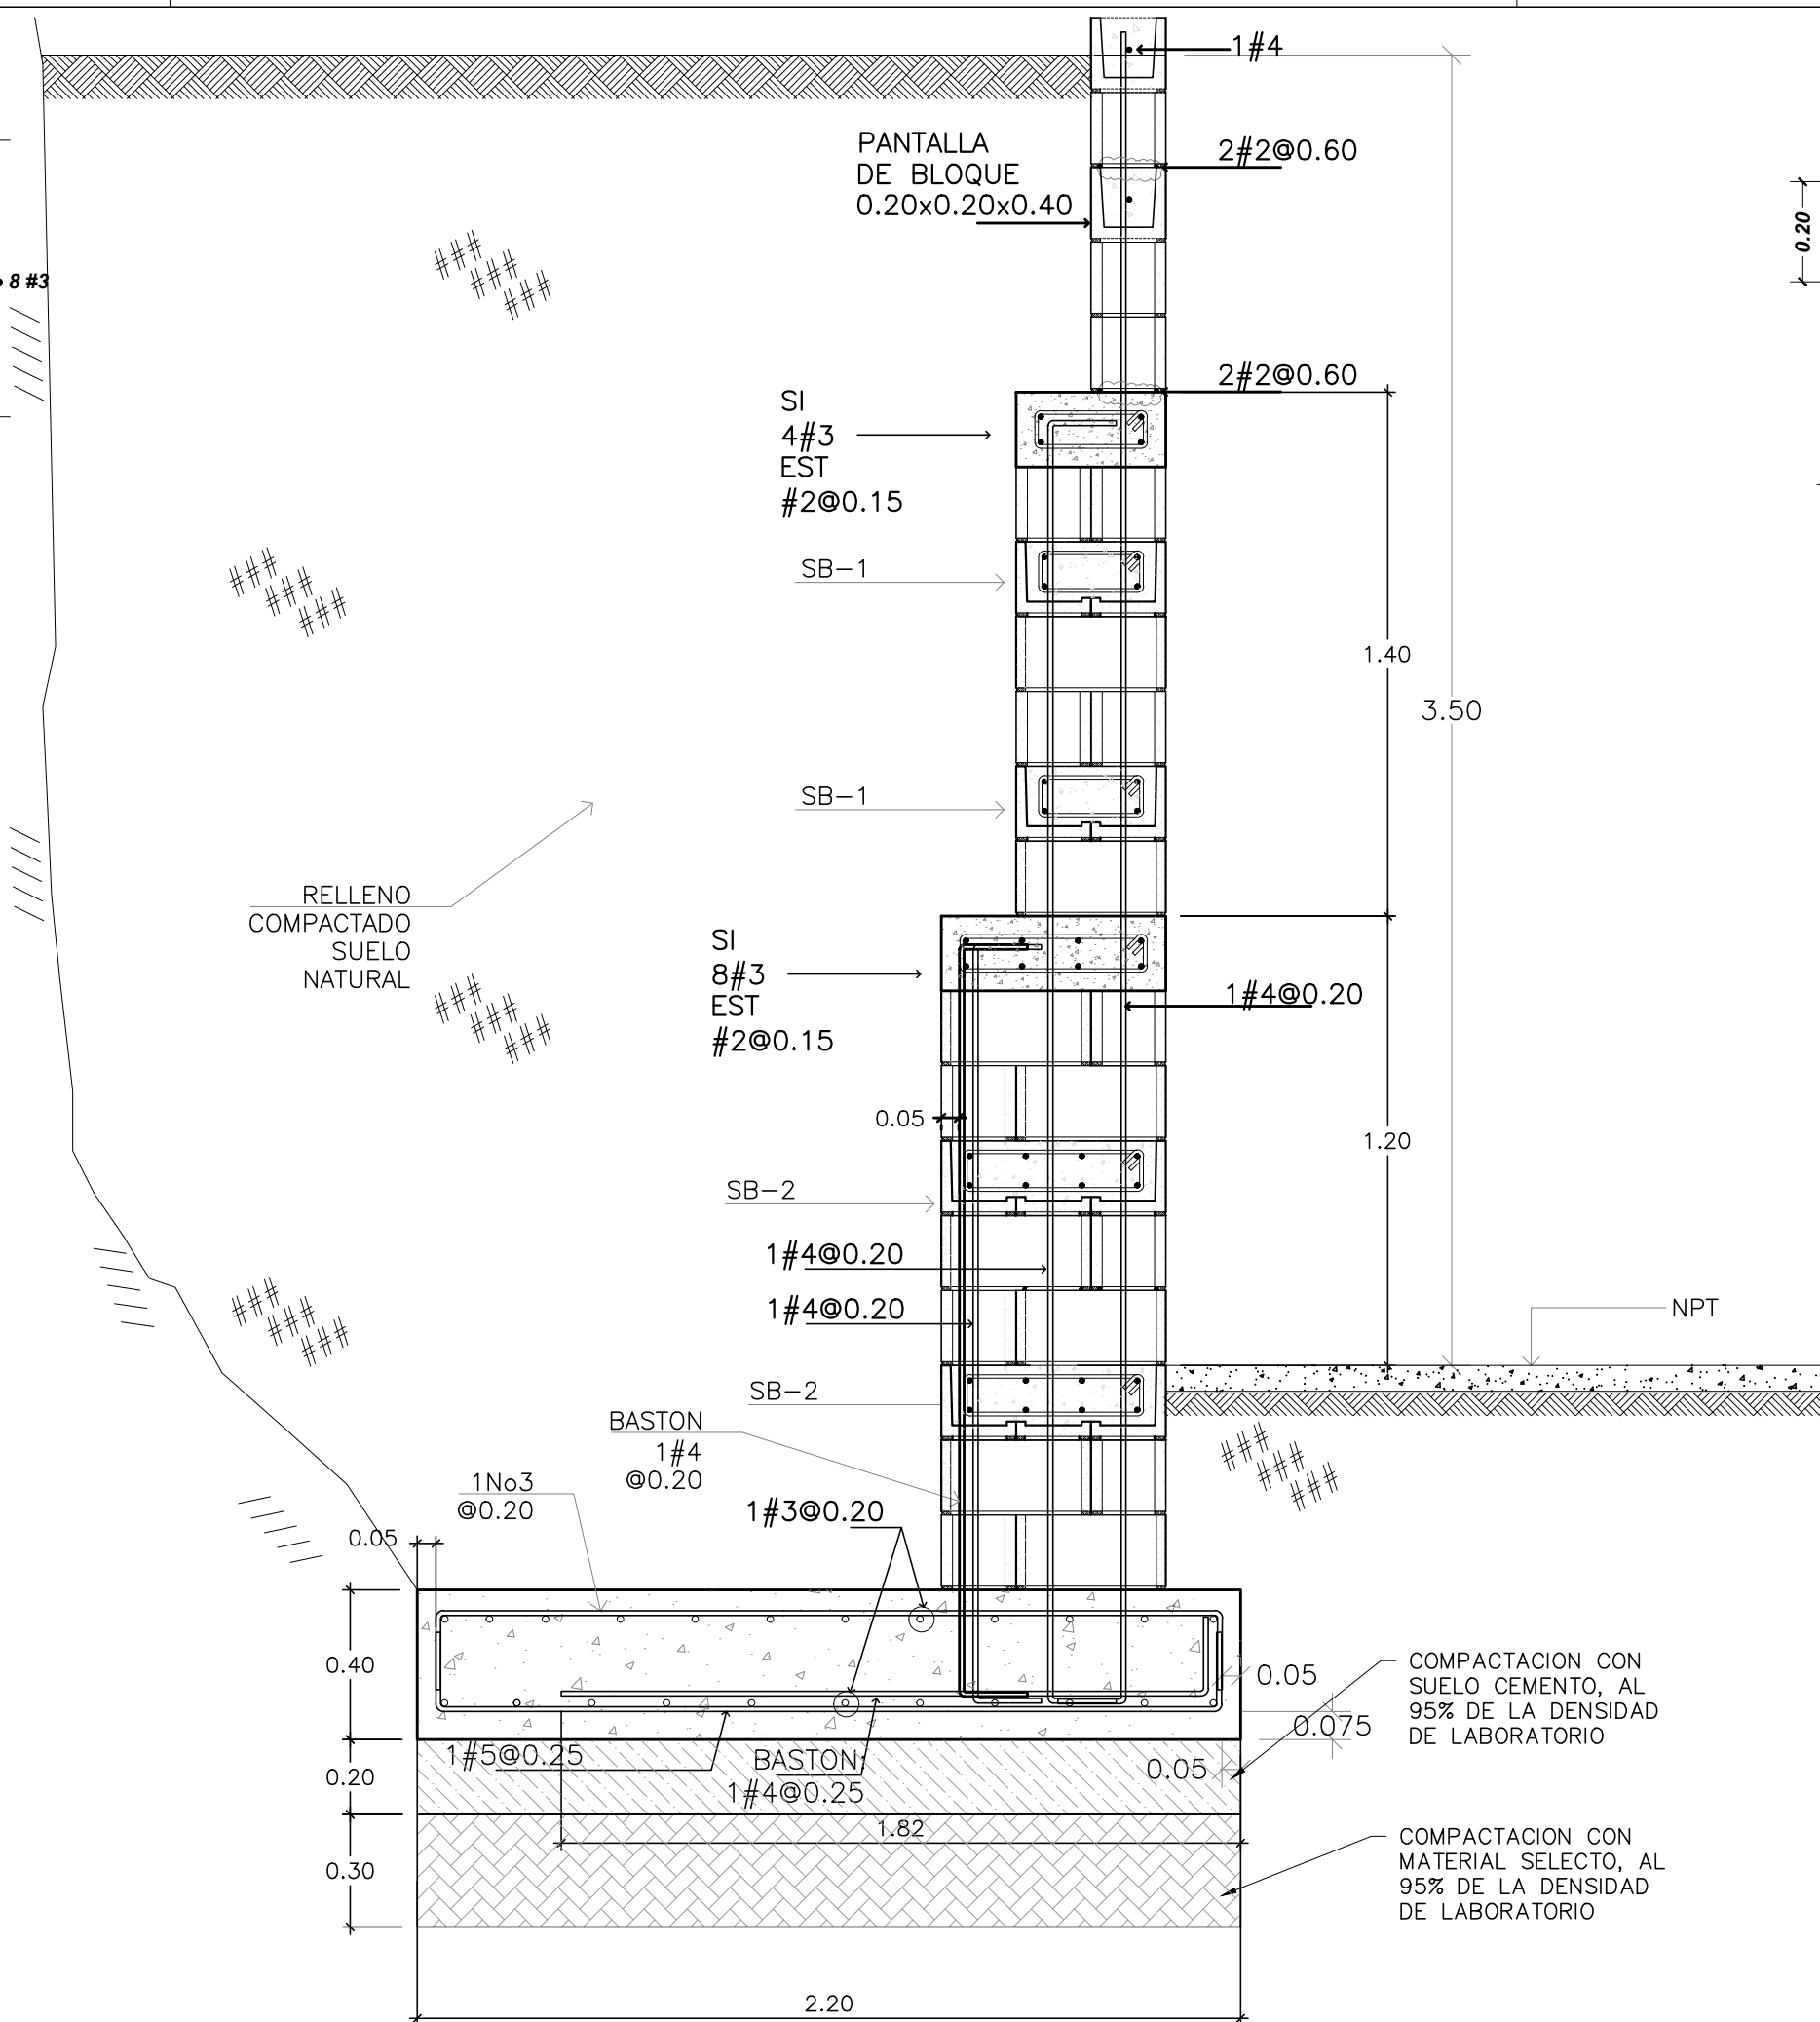 1#4
PANTALLA
DE BLOQUE
0.20x0.20x0.40
2#2@0.60
0.20
8 #3
2#2@0.60
SI
4#3
EST
#2@0.15
SB-1
1.40
3.50
SB-1
RELLENO
COMPACTADO
SUELO
NATURAL
SI
8#3
EST
#2@0.15
1#4@0.20
0.05
1.20
SB-2
1#4@0.20
1#4@0.20
NPT
SB-2
BASTON
1#4
@0.20
1No3
@0.20
1#3@0.20
0.05
0.40
0.05
0.075
COMPACTACION CON
SUELO CEMENTO, AL
95% DE LA DENSIDAD
DE LABORATORIO
1#5@0.25
BASTON:
1#4@0.25
0.05
0.20
1.82
0.30
COMPACTACION CON
MATERIAL SELECTO, AL
95% DE LA DENSIDAD
DE LABORATORIO
2.20